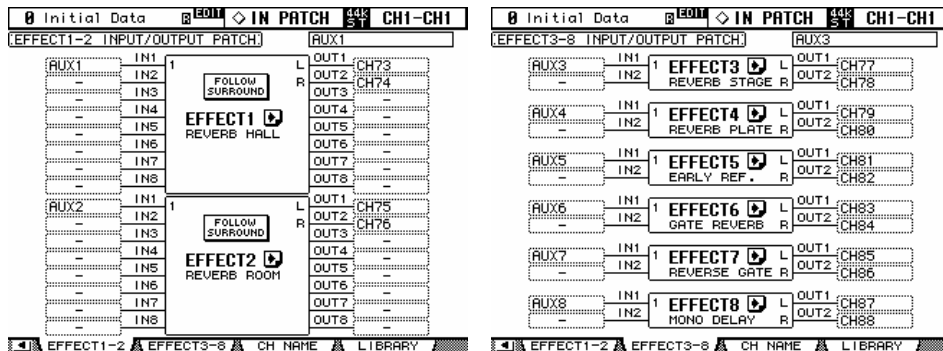 0 Initial Data EDIT IN PATCH 44k ST CH1-CH1
EFFECT1-2 INPUT/OUTPUT PATCH AUX1
AUX1 IN1 1 L OUT1 CH73
– IN2 FOLLOW SURROUND R OUT2 CH74
– IN3 OUT3 –
– IN4 EFFECT1 OUT4 –
– IN5 REVERB HALL OUT5 –
– IN6 OUT6 –
– IN7 OUT7 –
– IN8 OUT8 –
AUX2 IN1 1 L OUT1 CH75
– IN2 FOLLOW SURROUND R OUT2 CH76
– IN3 OUT3 –
– IN4 EFFECT2 OUT4 –
– IN5 REVERB ROOM OUT5 –
– IN6 OUT6 –
– IN7 OUT7 –
– IN8 OUT8 –
EFFECT1-2 EFFECT3-8 CH NAME LIBRARY
0 Initial Data EDIT IN PATCH 44k ST CH1-CH1
EFFECT3-8 INPUT/OUTPUT PATCH AUX3
AUX3 IN1 1 EFFECT3 L OUT1 CH77
– IN2 REVERB STAGE R OUT2 CH78
AUX4 IN1 1 EFFECT4 L OUT1 CH79
– IN2 REVERB PLATE R OUT2 CH80
AUX5 IN1 1 EFFECT5 L OUT1 CH81
– IN2 EARLY REF. R OUT2 CH82
AUX6 IN1 1 EFFECT6 L OUT1 CH83
– IN2 GATE REVERB R OUT2 CH84
AUX7 IN1 1 EFFECT7 L OUT1 CH85
– IN2 REVERSE GATE R OUT2 CH86
AUX8 IN1 1 EFFECT8 L OUT1 CH87
– IN2 MONO DELAY R OUT2 CH88
EFFECT1-2 EFFECT3-8 CH NAME LIBRARY